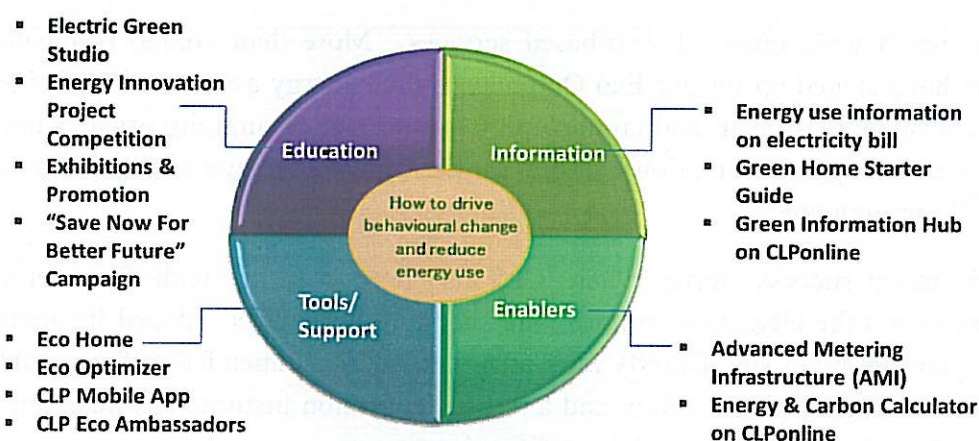 ▪ Electric Green
Studio
▪ Energy Innovation
Project
Competition
▪ Exhibitions &
Promotion
▪ “Save Now For
Better Future”
Campaign
Education
Information
▪ Energy use information
on electricity bill
▪ Green Home Starter
Guide
▪ Green Information Hub
on CLPonline
How to drive
behavioural change
and reduce
energy use
Tools/
Support
Enablers
▪ Eco Home
▪ Eco Optimizer
▪ CLP Mobile App
▪ CLP Eco Ambassadors
▪ Advanced Metering
Infrastructure (AMI)
▪ Energy & Carbon Calculator
on CLPonline